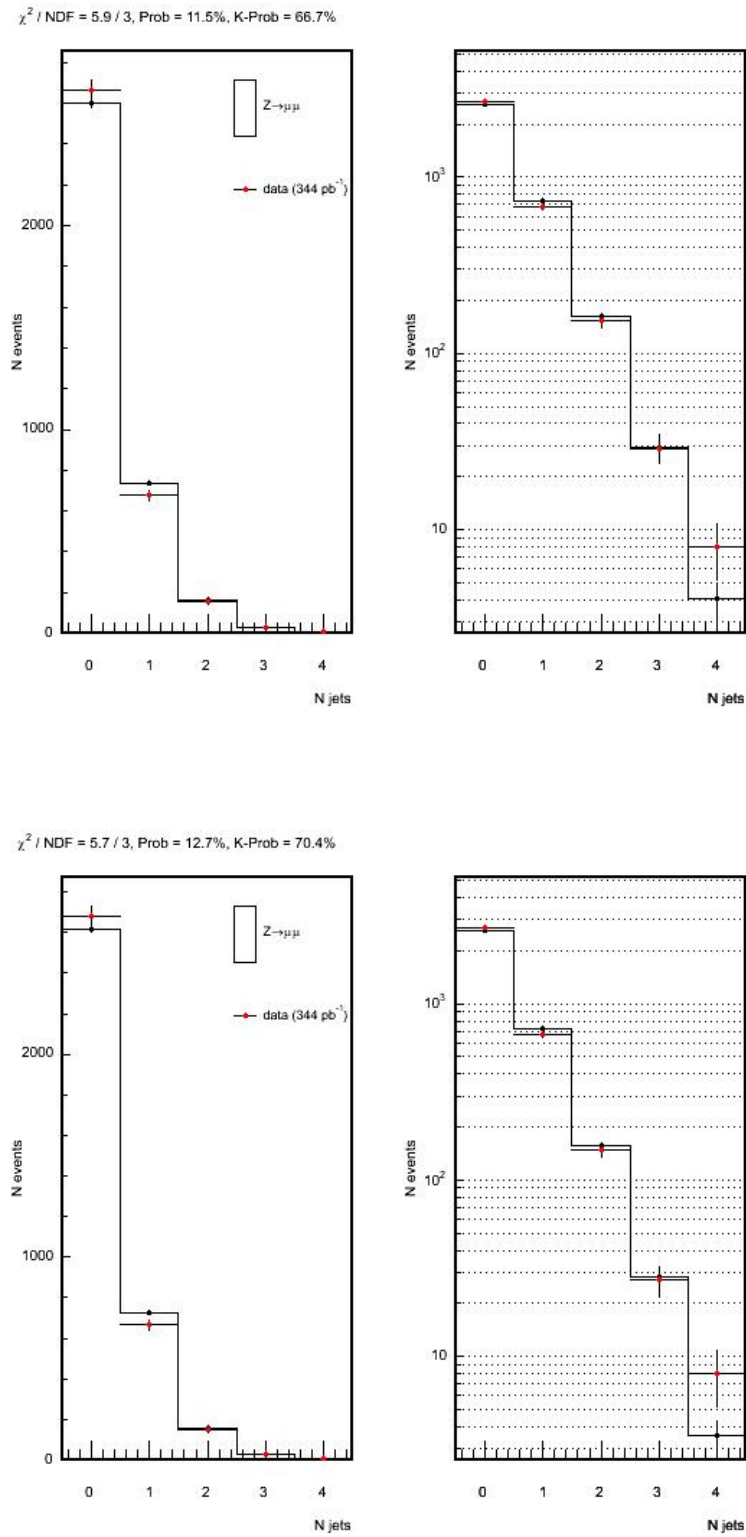 χ² / NDF = 5.9 / 3, Prob = 11.5%, K-Prob = 66.7%
Z→μμ
data (344 pb⁻¹)
N events
2000
1000
0
0 1 2 3 4
N jets
N events
10³
10²
10
0 1 2 3 4
N jets
χ² / NDF = 5.7 / 3, Prob = 12.7%, K-Prob = 70.4%
Z→μμ
data (344 pb⁻¹)
N events
2000
1000
0
0 1 2 3 4
N jets
N events
10³
10²
10
0 1 2 3 4
N jets